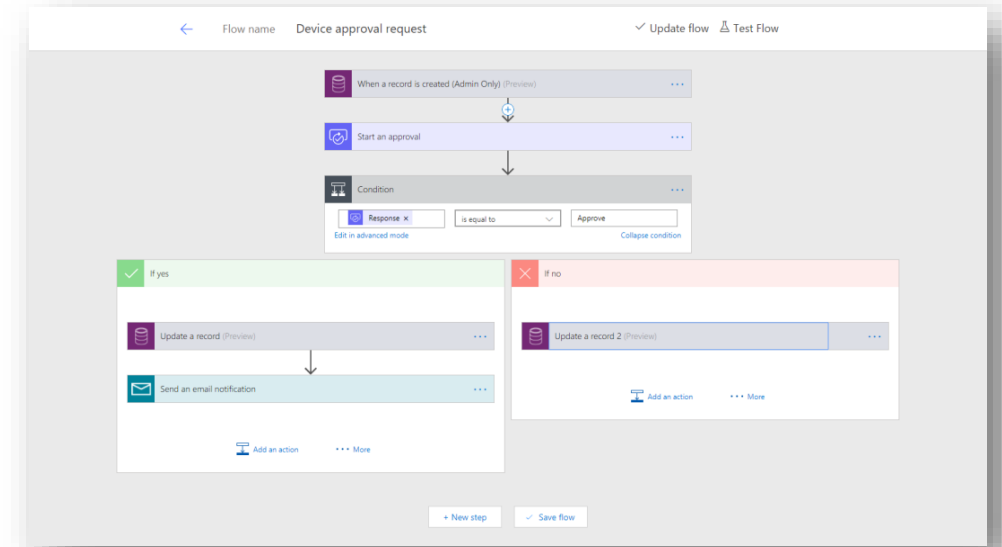 Flow name Device approval request Update flow Test Flow
When a record is created (Admin Only) (Preview)
Start an approval
Condition
Response × is equal to Approve
Edit in advanced mode Collapse condition
If yes If no
Update a record (Preview) Update a record 2 (Preview)
Send an email notification
Add an action More
Add an action More
+ New step Save flow